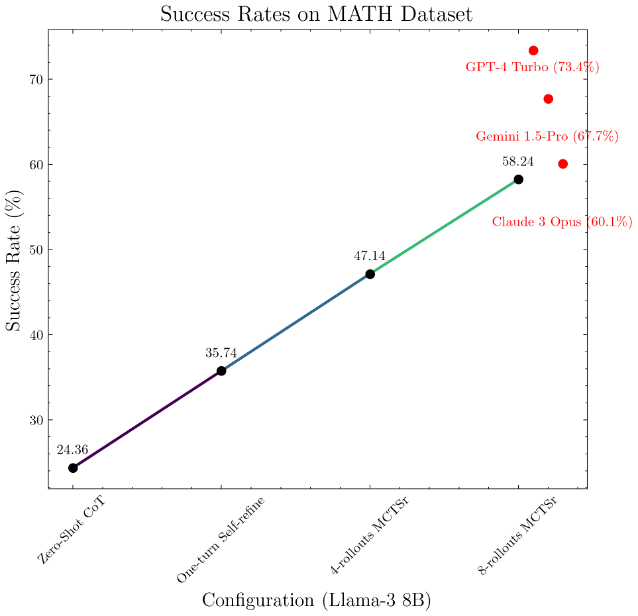 Success Rates on MATH Dataset
Success Rate (%)
70
60
50
40
30
GPT-4 Turbo (73.4%)
Gemini 1.5-Pro (67.7%)
58.24
Claude 3 Opus (60.1%)
47.14
35.74
24.36
Zero-Shot CoT
One-turn Self-refine
4-rollouts MCTSr
8-rollouts MCTSr
Configuration (Llama-3 8B)